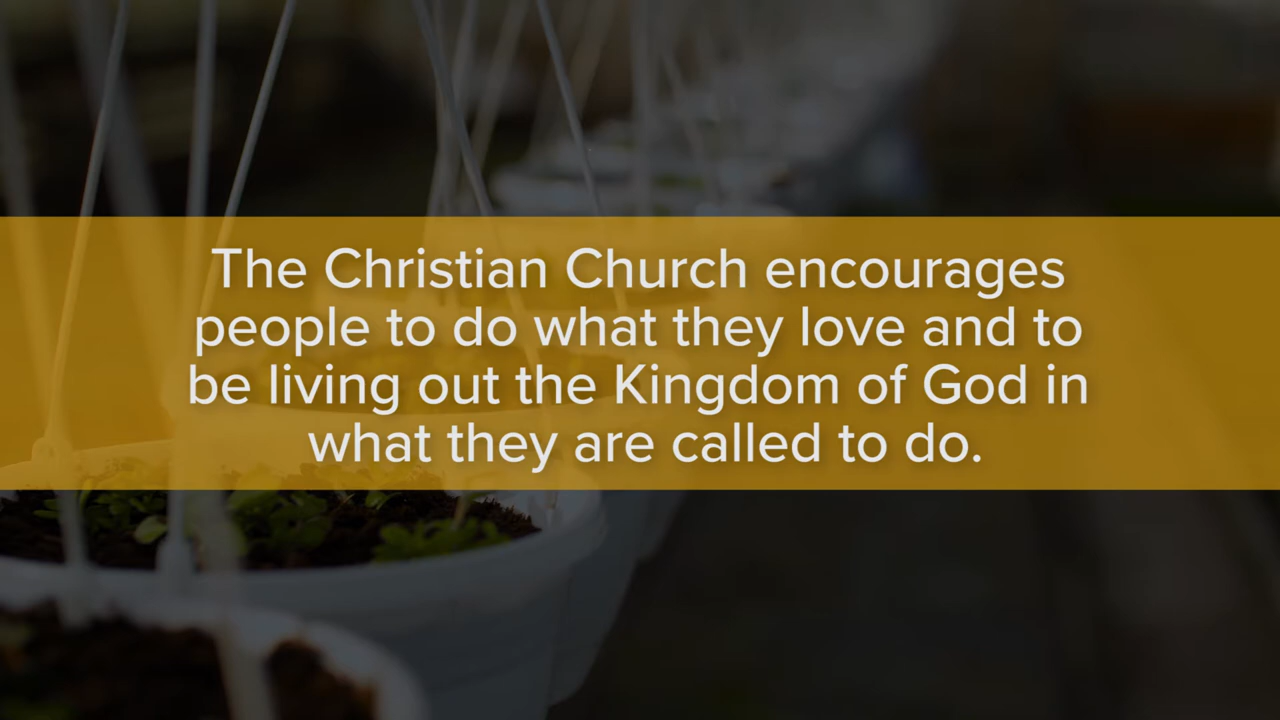 The Christian Church encourages
people to do what they love and to
be living out the Kingdom of God in
what they are called to do.